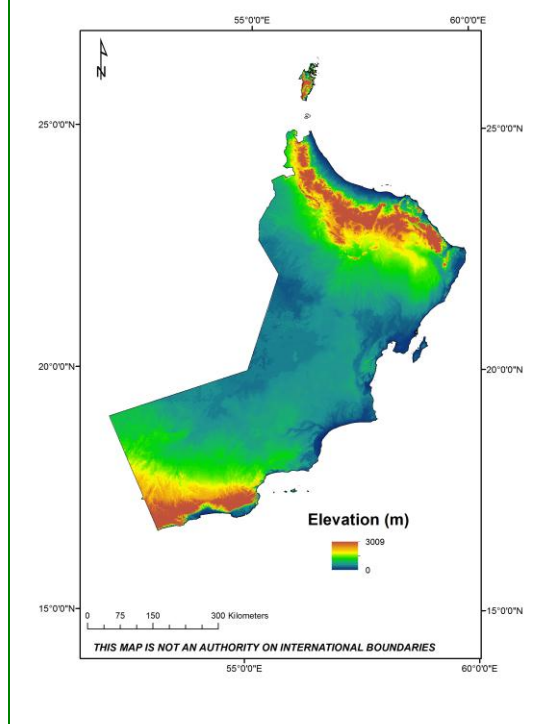 55°0'0"E 60°0'0"E
N
25°0'0"N 25°0'0"N
20°0'0"N 20°0'0"N
Elevation (m)
3009
0
15°0'0"N 15°0'0"N
0 75 150 300 Kilometers
THIS MAP IS NOT AN AUTHORITY ON INTERNATIONAL BOUNDARIES
55°0'0"E 60°0'0"E